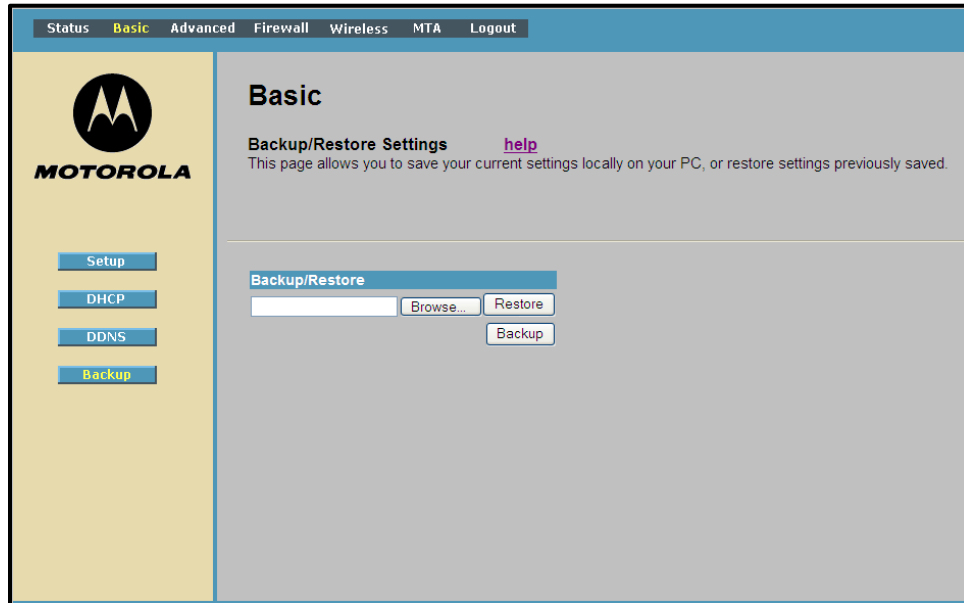 Status Basic Advanced Firewall Wireless MTA Logout
MOTOROLA
Setup
DHCP
DDNS
Backup
Basic
Backup/Restore Settings help
This page allows you to save your current settings locally on your PC, or restore settings previously saved.
Backup/Restore
Browse... Restore
Backup